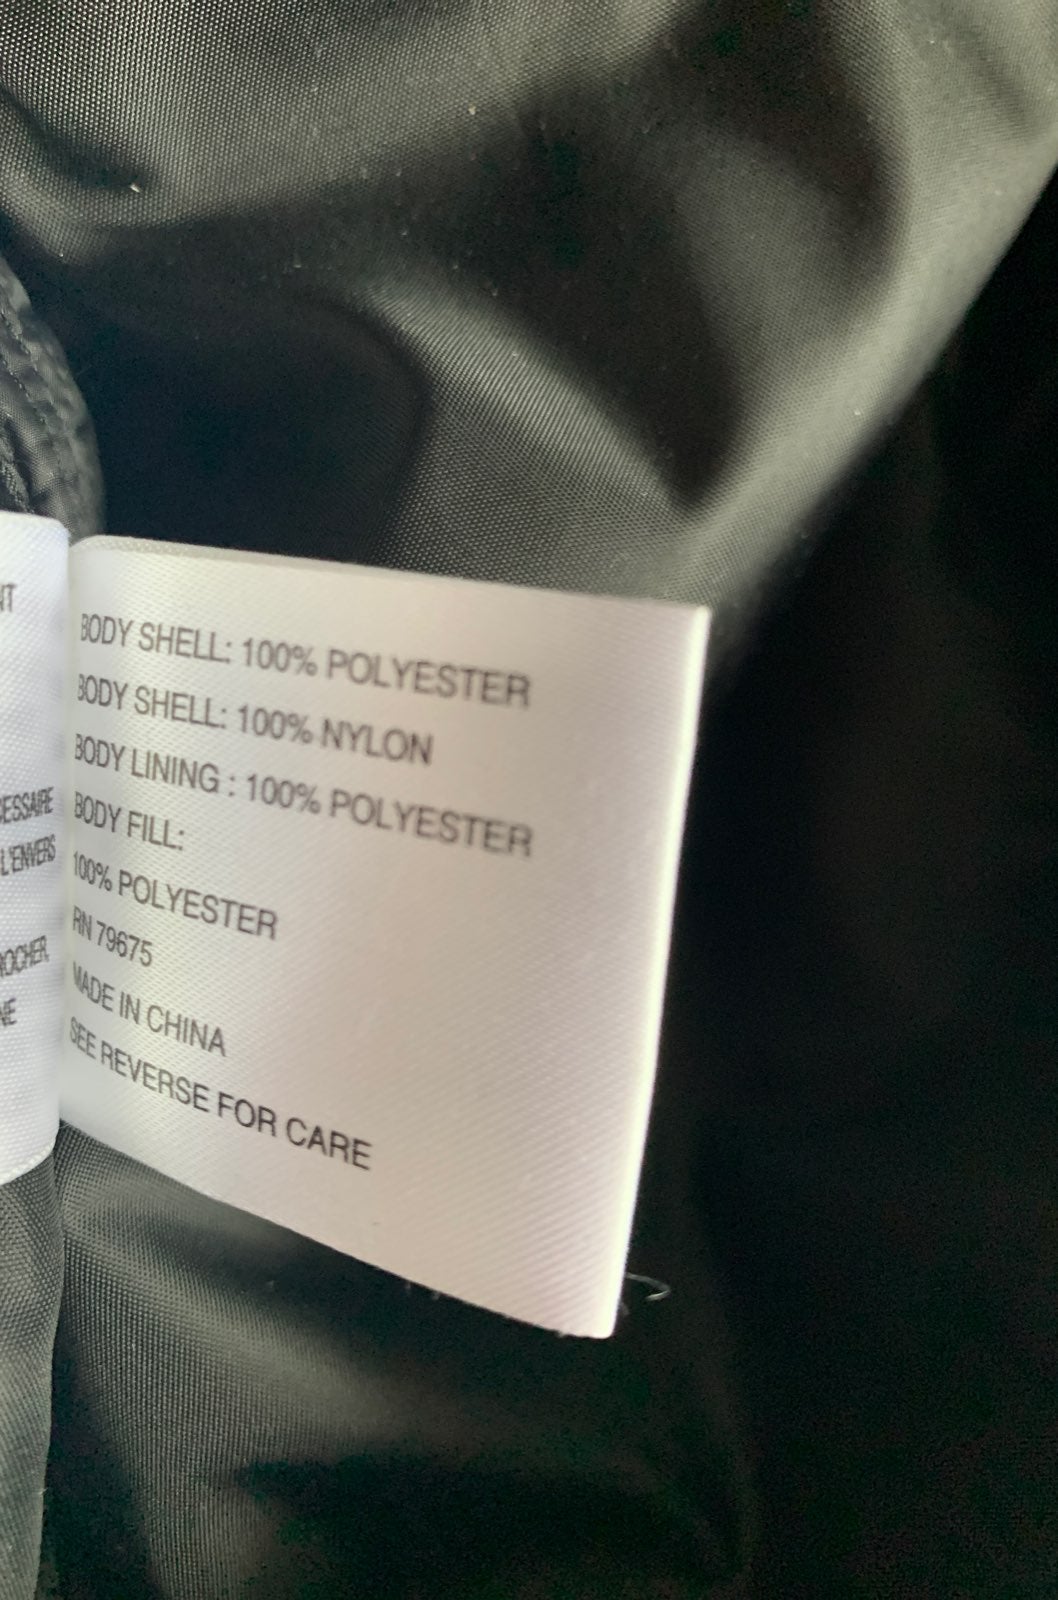 BODY SHELL: 100% POLYESTER
BODY SHELL: 100% NYLON
BODY LINING : 100% POLYESTER
BODY FILL:
100% POLYESTER
RN 79675
MADE IN CHINA
SEE REVERSE FOR CARE
L'ENVERS